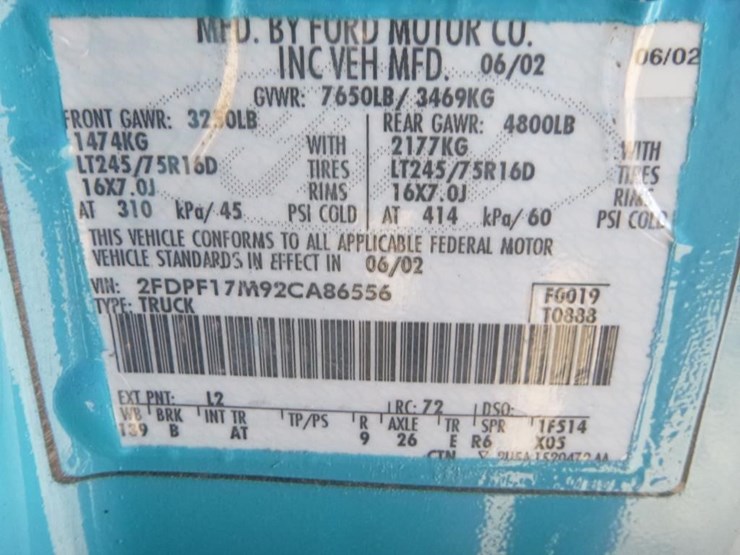 MFD. BY FORD MOTOR CO.
INC VEH MFD. 06/02
06/02
GVWR: 7650LB/ 3469KG
FRONT GAWR: 3250LB
1474KG WITH
LT245/75R16D TIRES
16X7.0J RIMS
AT 310 kPa/ 45 PSI COLD
REAR GAWR: 4800LB
2177KG WITH
LT245/75R16D TIRES
16X7.0J RIMS
AT 414 kPa/ 60 PSI COLD
THIS VEHICLE CONFORMS TO ALL APPLICABLE FEDERAL MOTOR
VEHICLE STANDARDS IN EFFECT IN 06/02
VIN: 2FDPF17M92CA86556
TYPE: TRUCK
F0019
T0888
EXT PNT: L2 RC: 72 DSO:
WB BRK INT TR TP/PS R AXLE TR SPR 1F514
139 B AT 9 26 E R6 X05